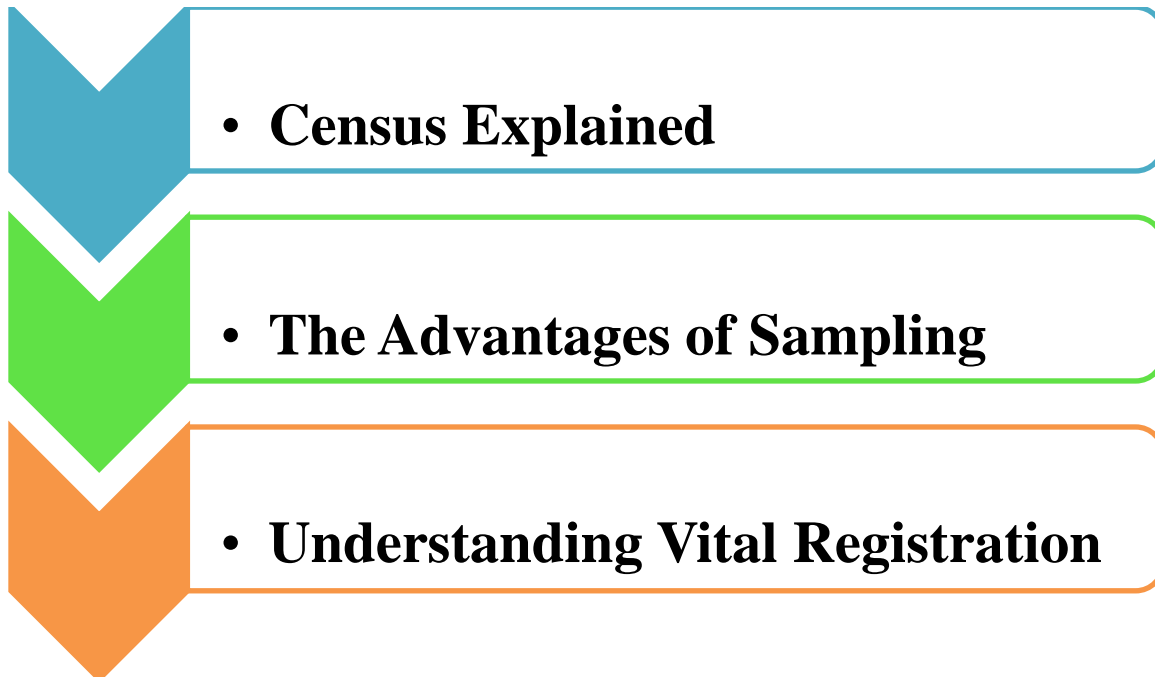 • Census Explained
• The Advantages of Sampling
• Understanding Vital Registration